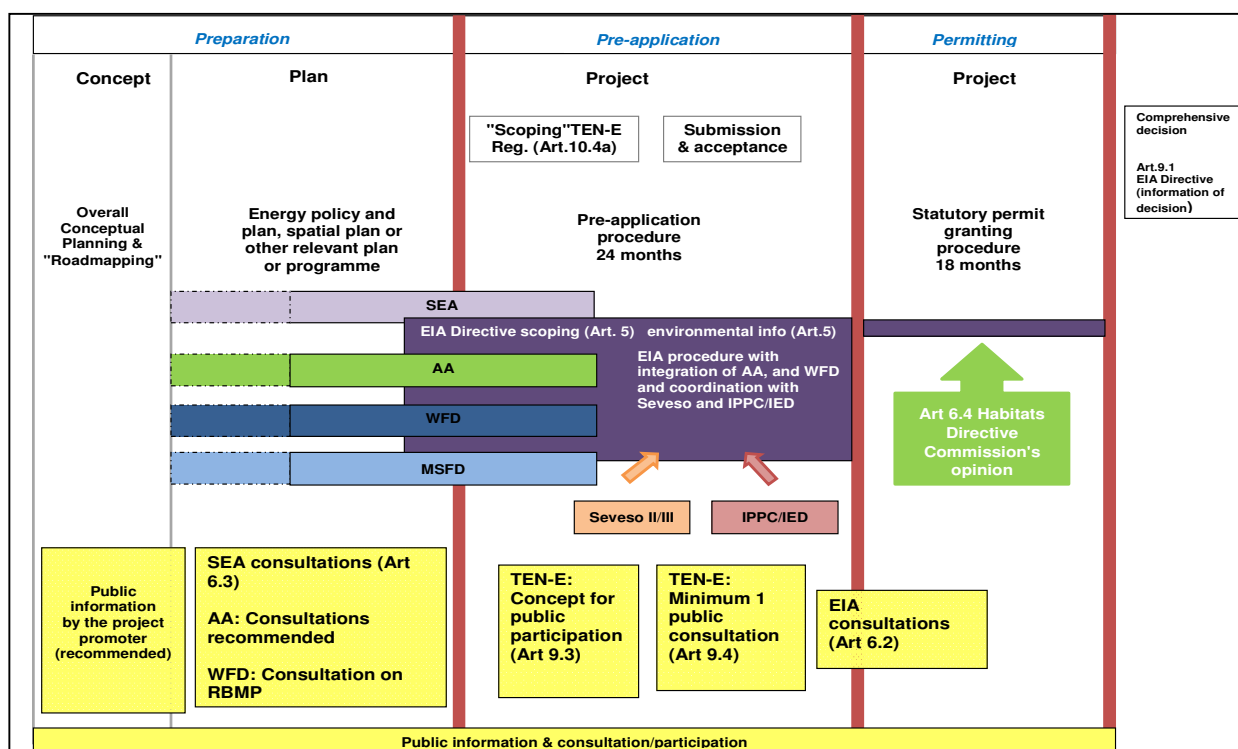 Preparation
Pre-application
Permitting
Concept
Plan
Project
Project
"Scoping"TEN-E
Reg. (Art.10.4a)
Submission
& acceptance
Comprehensive
decision
Art.9.1
EIA Directive
(information of
decision)
Overall
Conceptual
Planning &
"Roadmapping"
Energy policy and
plan, spatial plan or
other relevant plan
or programme
Pre-application
procedure
24 months
Statutory permit
granting
procedure
18 months
SEA
EIA Directive scoping (Art. 5) environmental info (Art.5)
EIA procedure with
integration of AA, and WFD
and coordination with
Seveso and IPPC/IED
AA
WFD
MSFD
Art 6.4 Habitats
Directive
Commission's
opinion
Seveso II/III
IPPC/IED
Public
information
by the project
promoter
(recommended)
SEA consultations (Art
6.3)
AA: Consultations
recommended
WFD: Consultation on
RBMP
TEN-E:
Concept for
public
participation
(Art 9.3)
TEN-E:
Minimum 1
public
consultation
(Art 9.4)
EIA
consultations
(Art 6.2)
Public information & consultation/participation